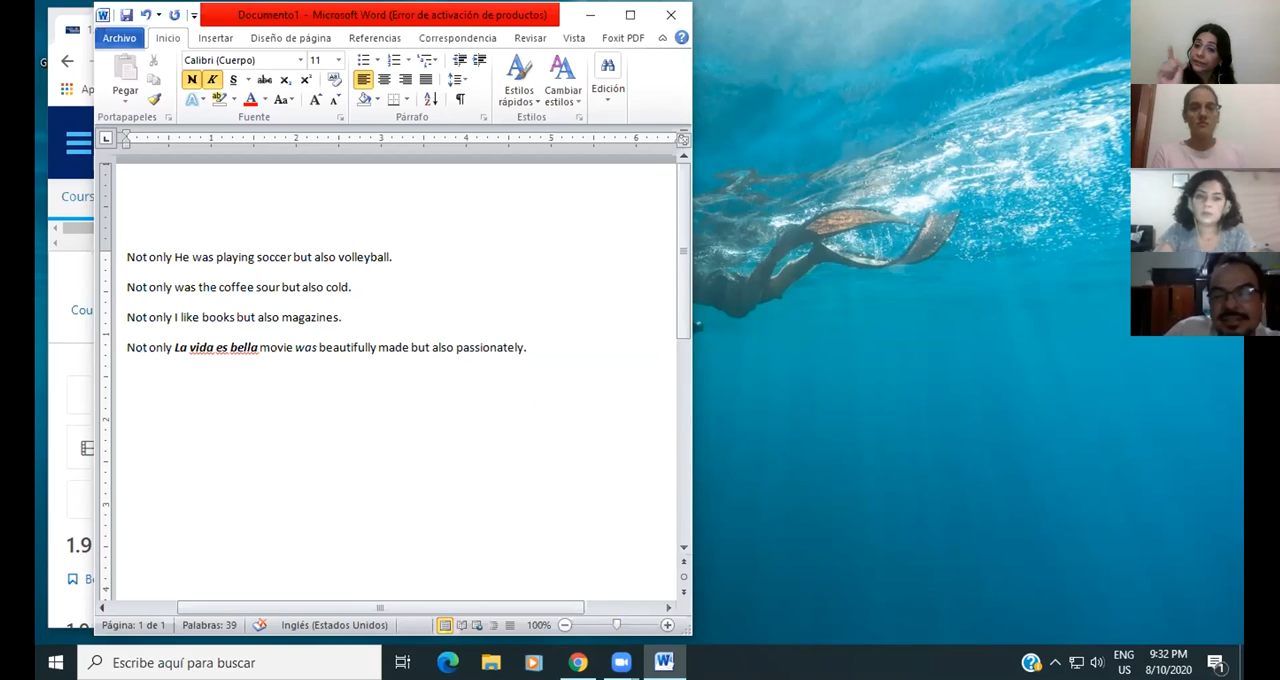 Documento1 - Microsoft Word (Error de activación de productos)
Archivo Inicio Insertar Diseño de página Referencias Correspondencia Revisar Vista Foxit PDF
Calibri (Cuerpo) 11
Pegar
Estilos rápidos
Cambiar estilos
Edición
Portapapeles Fuente Párrafo Estilos
Cours
Not only He was playing soccer but also volleyball.
Not only was the coffee sour but also cold.
Cou
Not only I like books but also magazines.
Not only La vida es bella movie was beautifully made but also passionately.
1.9
Página: 1 de 1 Palabras: 39 Inglés (Estados Unidos) 100%
Escribe aquí para buscar
ENG
US
9:32 PM
8/10/2020